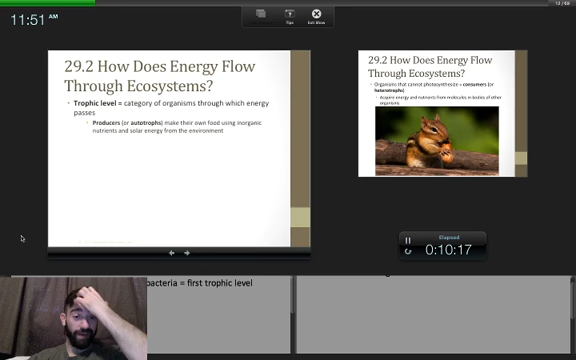 12 / 69
11:51 AM
Tips
Exit Show
29.2 How Does Energy Flow
Through Ecosystems?
• Trophic level = category of organisms through which energy
passes
• Producers (or autotrophs) make their own food using inorganic
nutrients and solar energy from the environment
29.2 How Does Energy Flow
Through Ecosystems?
• Organisms that cannot photosynthesize = consumers (or
heterotrophs)
• Acquire energy and nutrients from molecules in bodies of other
organisms
Elapsed
0:10:17
bacteria = first trophic level